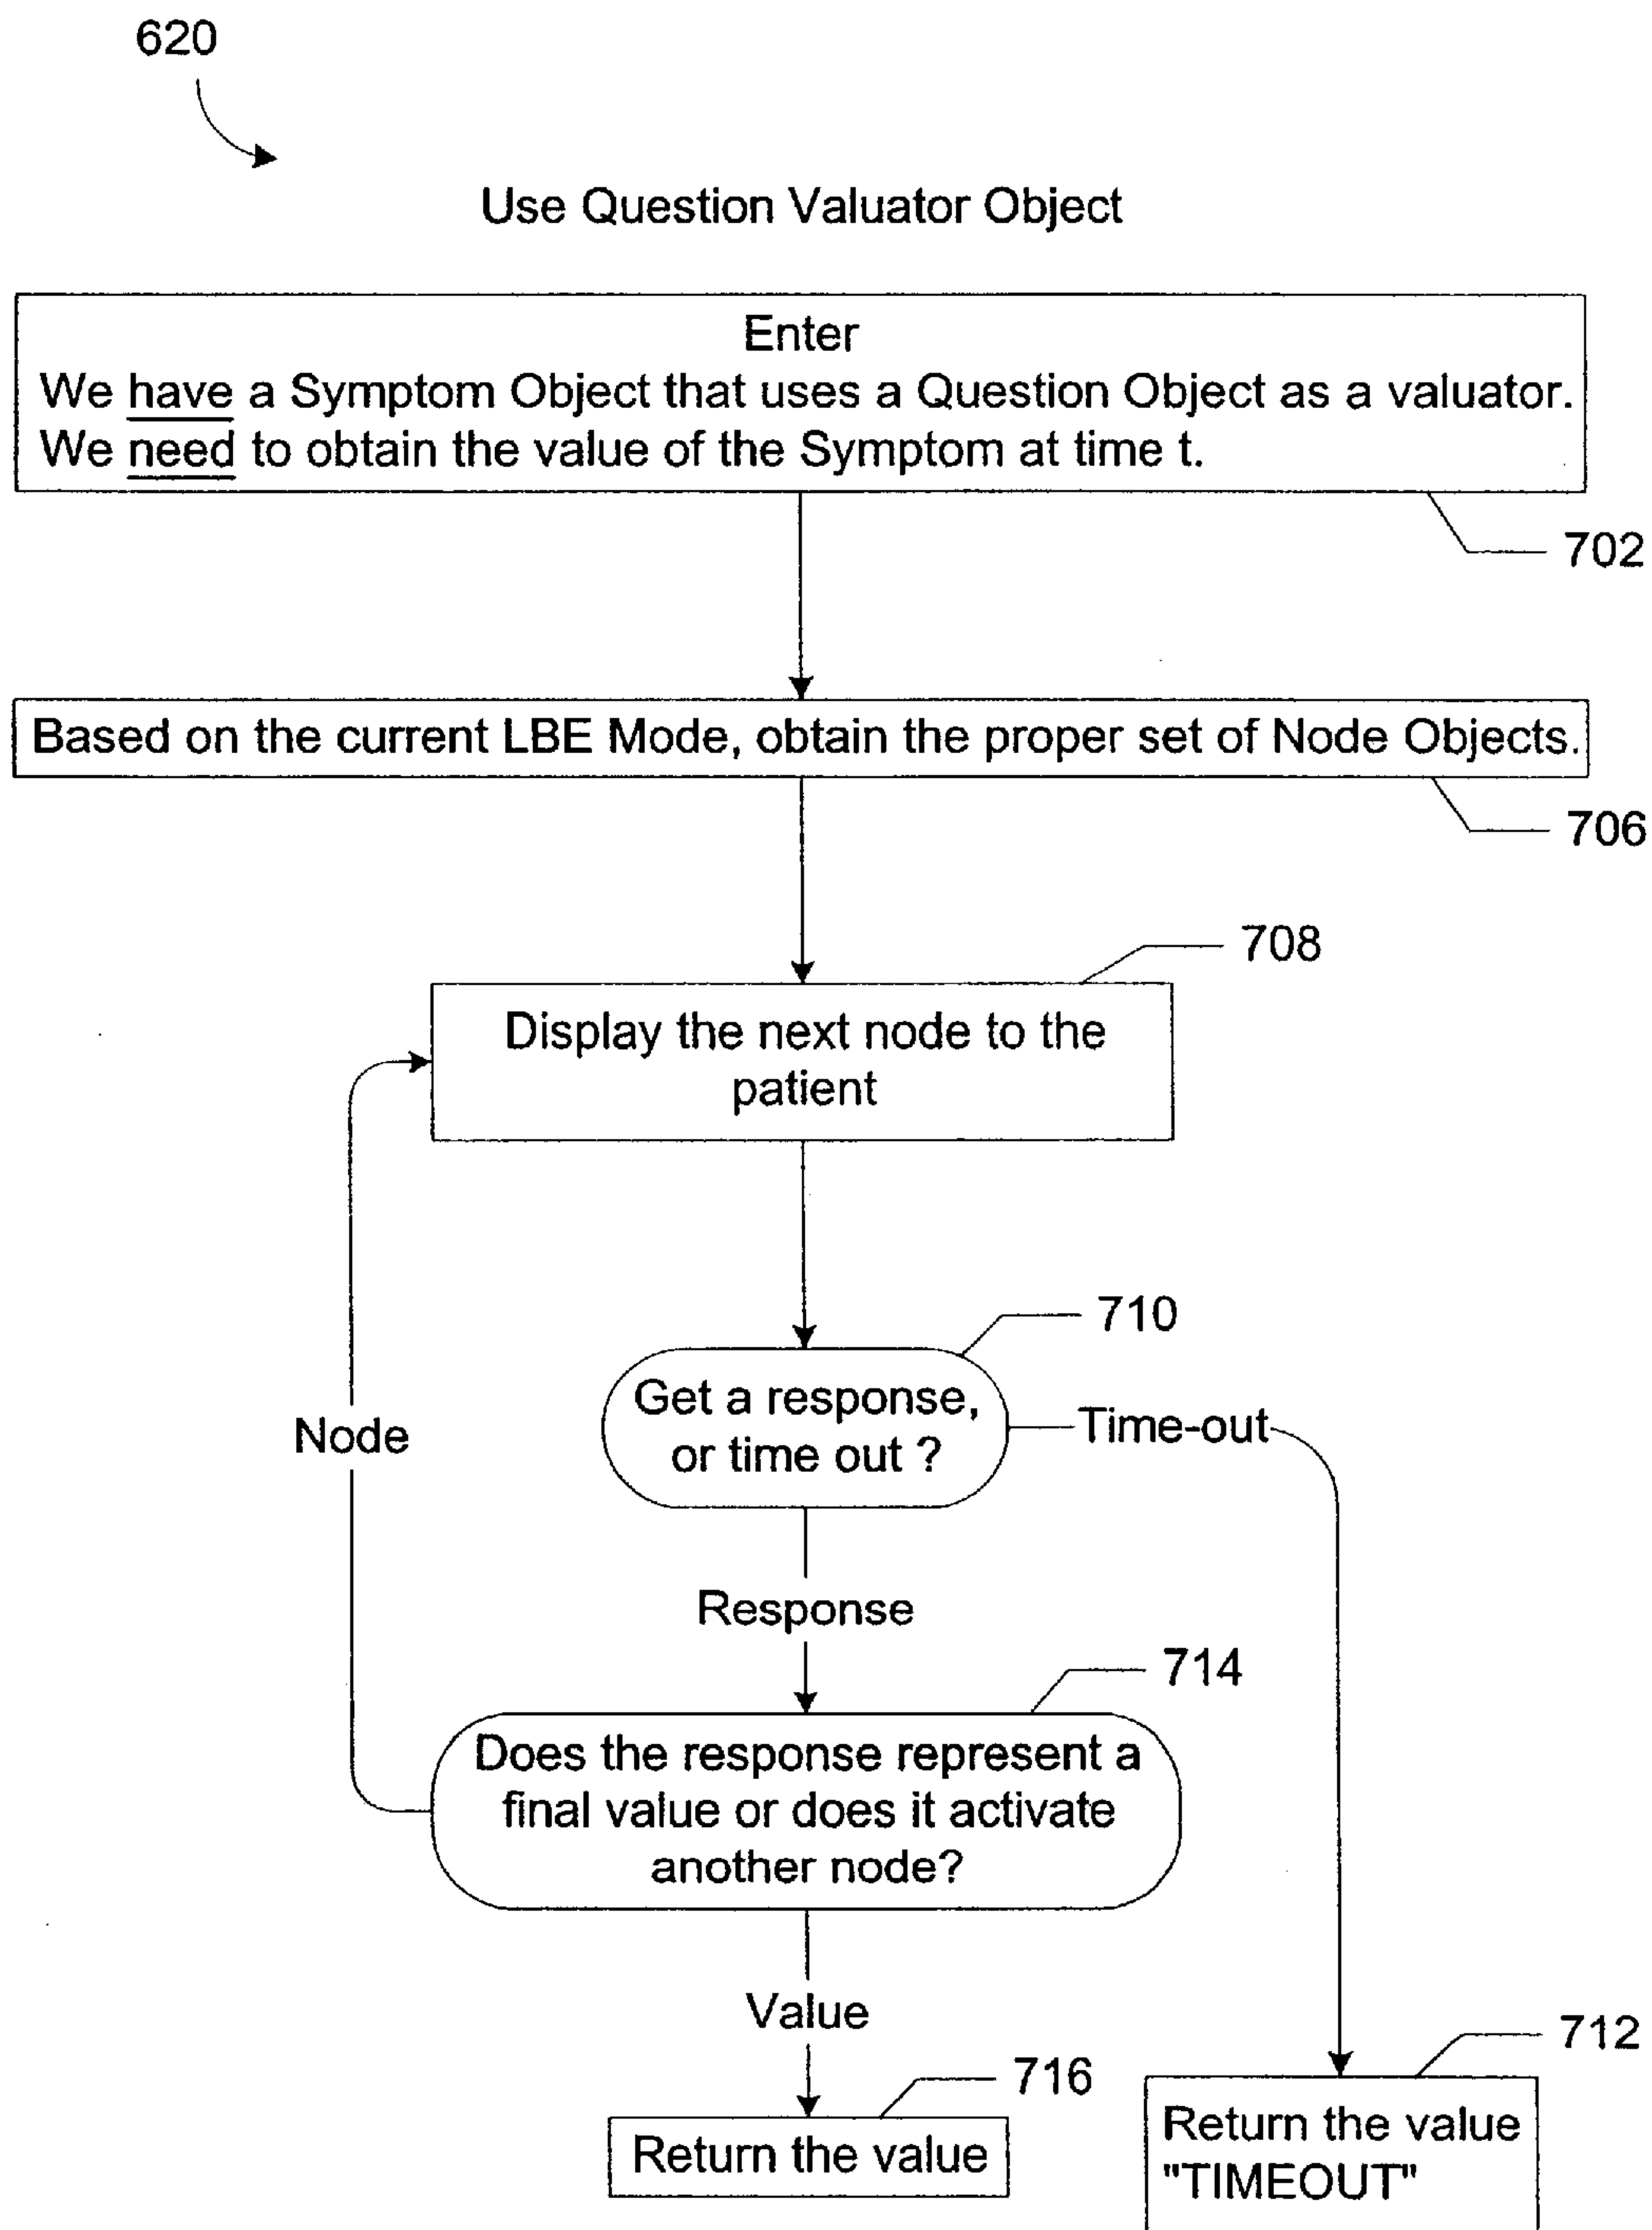 620
Use Question Valuator Object
Enter
We have a Symptom Object that uses a Question Object as a valuator.
We need to obtain the value of the Symptom at time t.
702
Based on the current LBE Mode, obtain the proper set of Node Objects.
706
708
Display the next node to the
patient
710
Get a response,
or time out ?
Time-out
Node
Response
714
Does the response represent a
final value or does it activate
another node?
Value
712
716
Return the value
Return the value
"TIMEOUT"